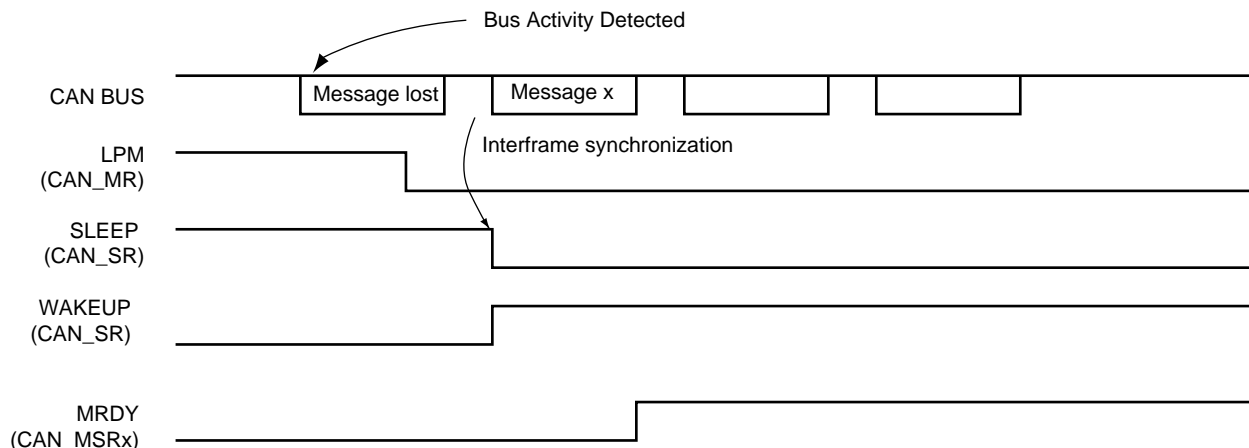 Bus Activity Detected
CAN BUS
Message lost
Message x
Interframe synchronization
LPM
(CAN_MR)
SLEEP
(CAN_SR)
WAKEUP
(CAN_SR)
MRDY
(CAN_MSRx)